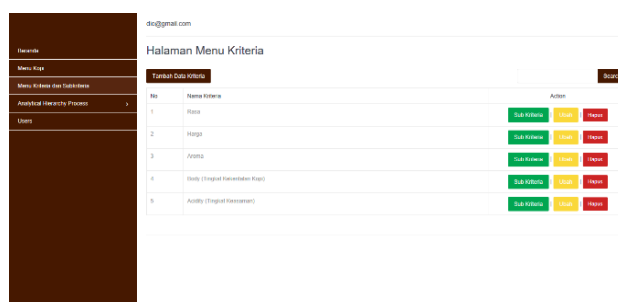 dic@gmail.com
Beranda
Menu Kopi
Menu Kriteria dan Subkriteria
Analytical Hierarchy Process >
Users
Halaman Menu Kriteria
Tambah Data Kriteria
Searc
No Nama Kriteria Action
1 Rasa Sub Kriteria | Ubah | Hapus
2 Harga Sub Kriteria | Ubah | Hapus
3 Aroma Sub Kriteria | Ubah | Hapus
4 Body (Tingkat Kekentalan Kopi) Sub Kriteria | Ubah | Hapus
5 Acidity (Tingkat Keasaman) Sub Kriteria | Ubah | Hapus